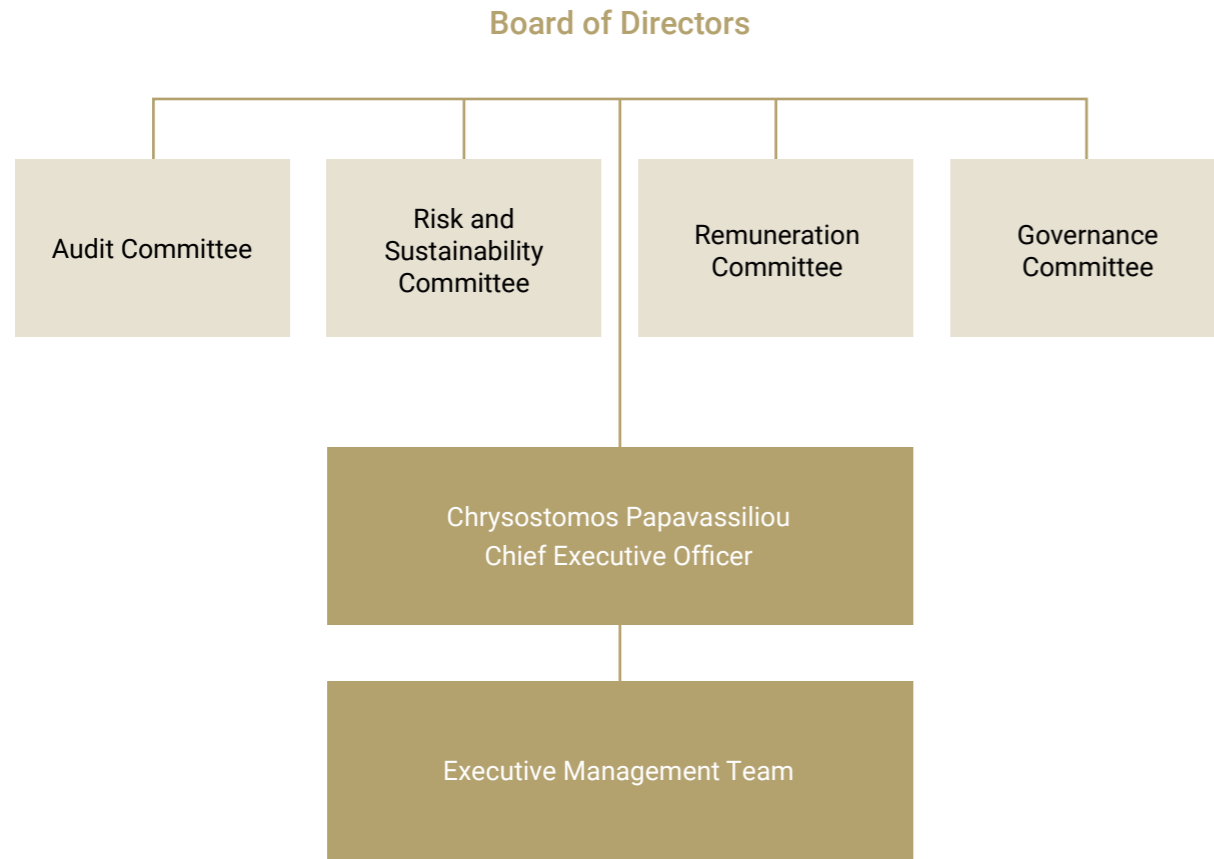 Board of Directors
Audit Committee
Risk and
Sustainability
Committee
Remuneration
Committee
Governance
Committee
Chrysostomos Papavassiliou
Chief Executive Officer
Executive Management Team